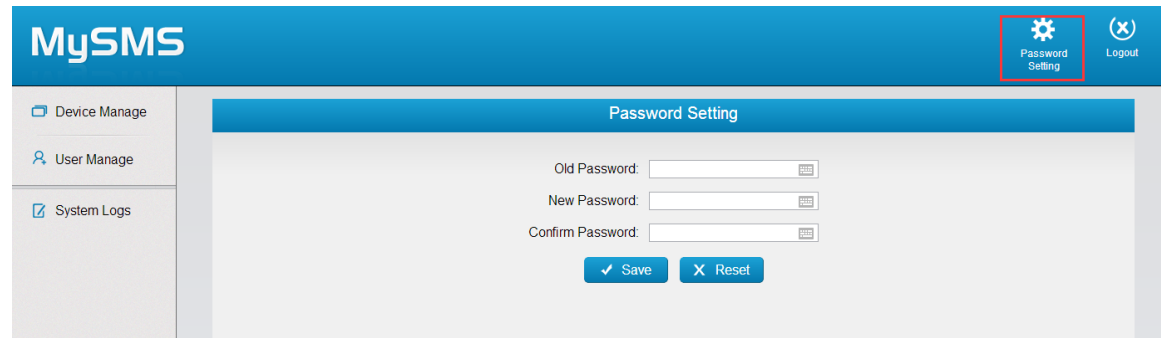 MySMS
Password
Setting
Logout
Device Manage
User Manage
System Logs
Password Setting
Old Password:
New Password:
Confirm Password:
Save
Reset